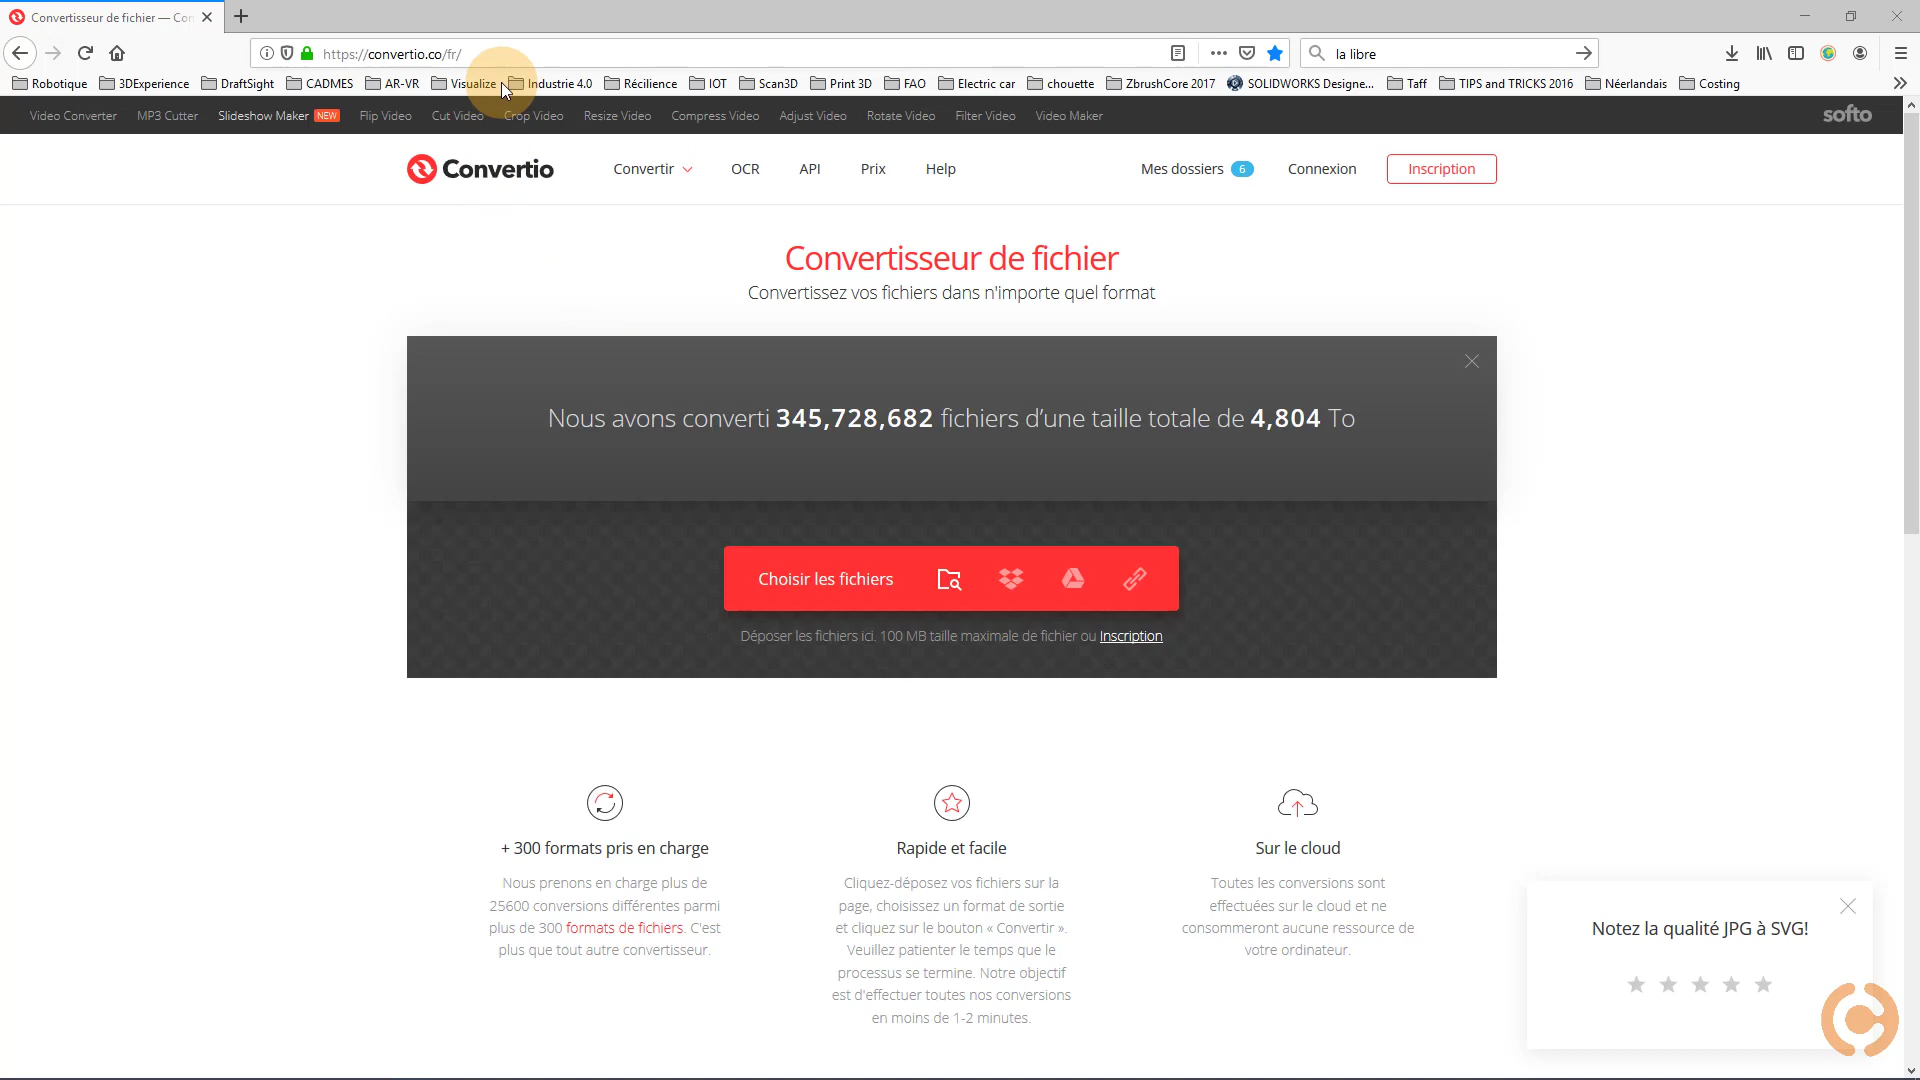 Convertisseur de fichier — Con
https://convertio.co/fr/
la libre
Robotique 3DExperience DraftSight CADMES AR-VR Visualize Industrie 4.0 Récilience IOT Scan3D Print 3D FAO Electric car chouette ZbrushCore 2017 SOLIDWORKS Designe... Taff TIPS and TRICKS 2016 Néerlandais Costing
Video Converter MP3 Cutter Slideshow Maker NEW Flip Video Cut Video Crop Video Resize Video Compress Video Adjust Video Rotate Video Filter Video Video Maker softo
Convertio Convertir OCR API Prix Help Mes dossiers 6 Connexion Inscription
Convertisseur de fichier
Convertissez vos fichiers dans n'importe quel format
Nous avons converti 345,728,682 fichiers d’une taille totale de 4,804 To
Choisir les fichiers
Déposer les fichiers ici. 100 MB taille maximale de fichier ou Inscription
+ 300 formats pris en charge
Nous prenons en charge plus de
25600 conversions différentes parmi
plus de 300 formats de fichiers. C'est
plus que tout autre convertisseur.
Rapide et facile
Cliquez-déposez vos fichiers sur la
page, choisissez un format de sortie
et cliquez sur le bouton « Convertir ».
Veuillez patienter le temps que le
processus se termine. Notre objectif
est d'effectuer toutes nos conversions
en moins de 1-2 minutes.
Sur le cloud
Toutes les conversions sont
effectuées sur le cloud et ne
consommeront aucune ressource de
votre ordinateur.
Notez la qualité JPG à SVG!